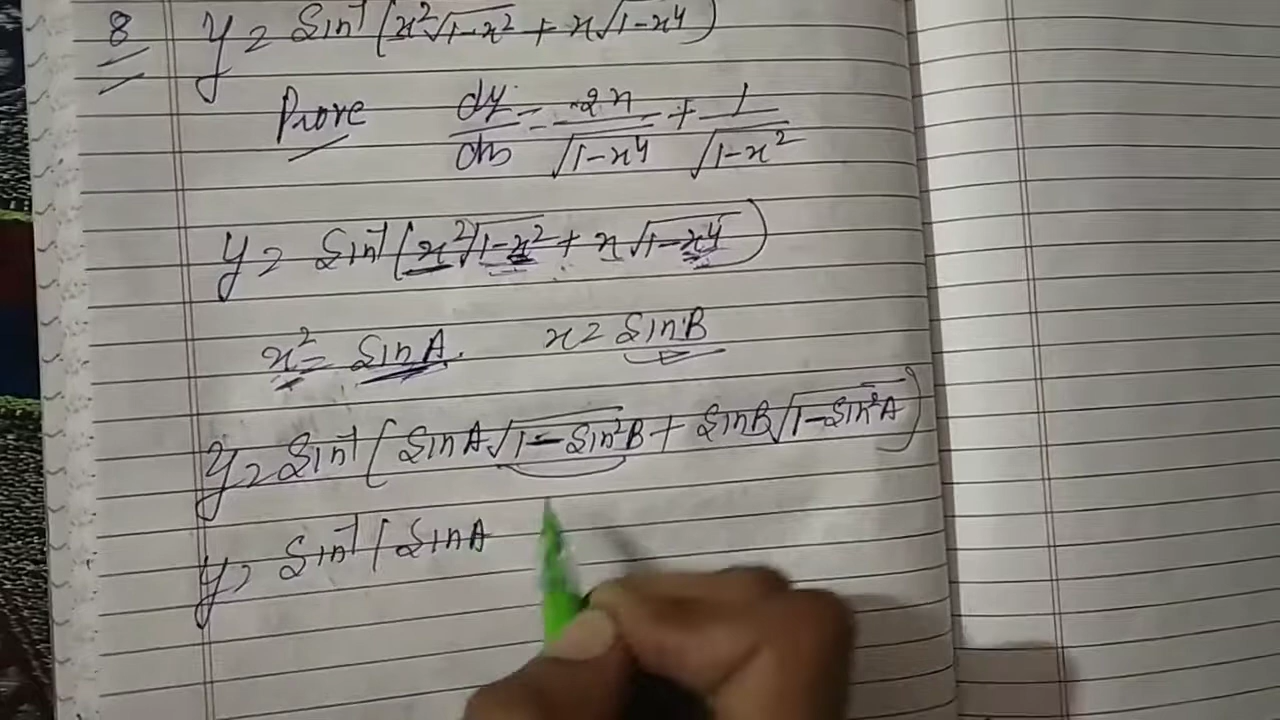 8 y = Sin⁻¹(x²√1-x² + x√1-x⁴)
Prove dy/dx = 2x/√1-x⁴ + 1/√1-x²
y = Sin⁻¹(x²√1-x² + x√1-x⁴)
x² = SinA. x = SinB
y = Sin⁻¹(SinA√1-Sin²B + SinB√1-Sin²A)
y = Sin⁻¹(SinA